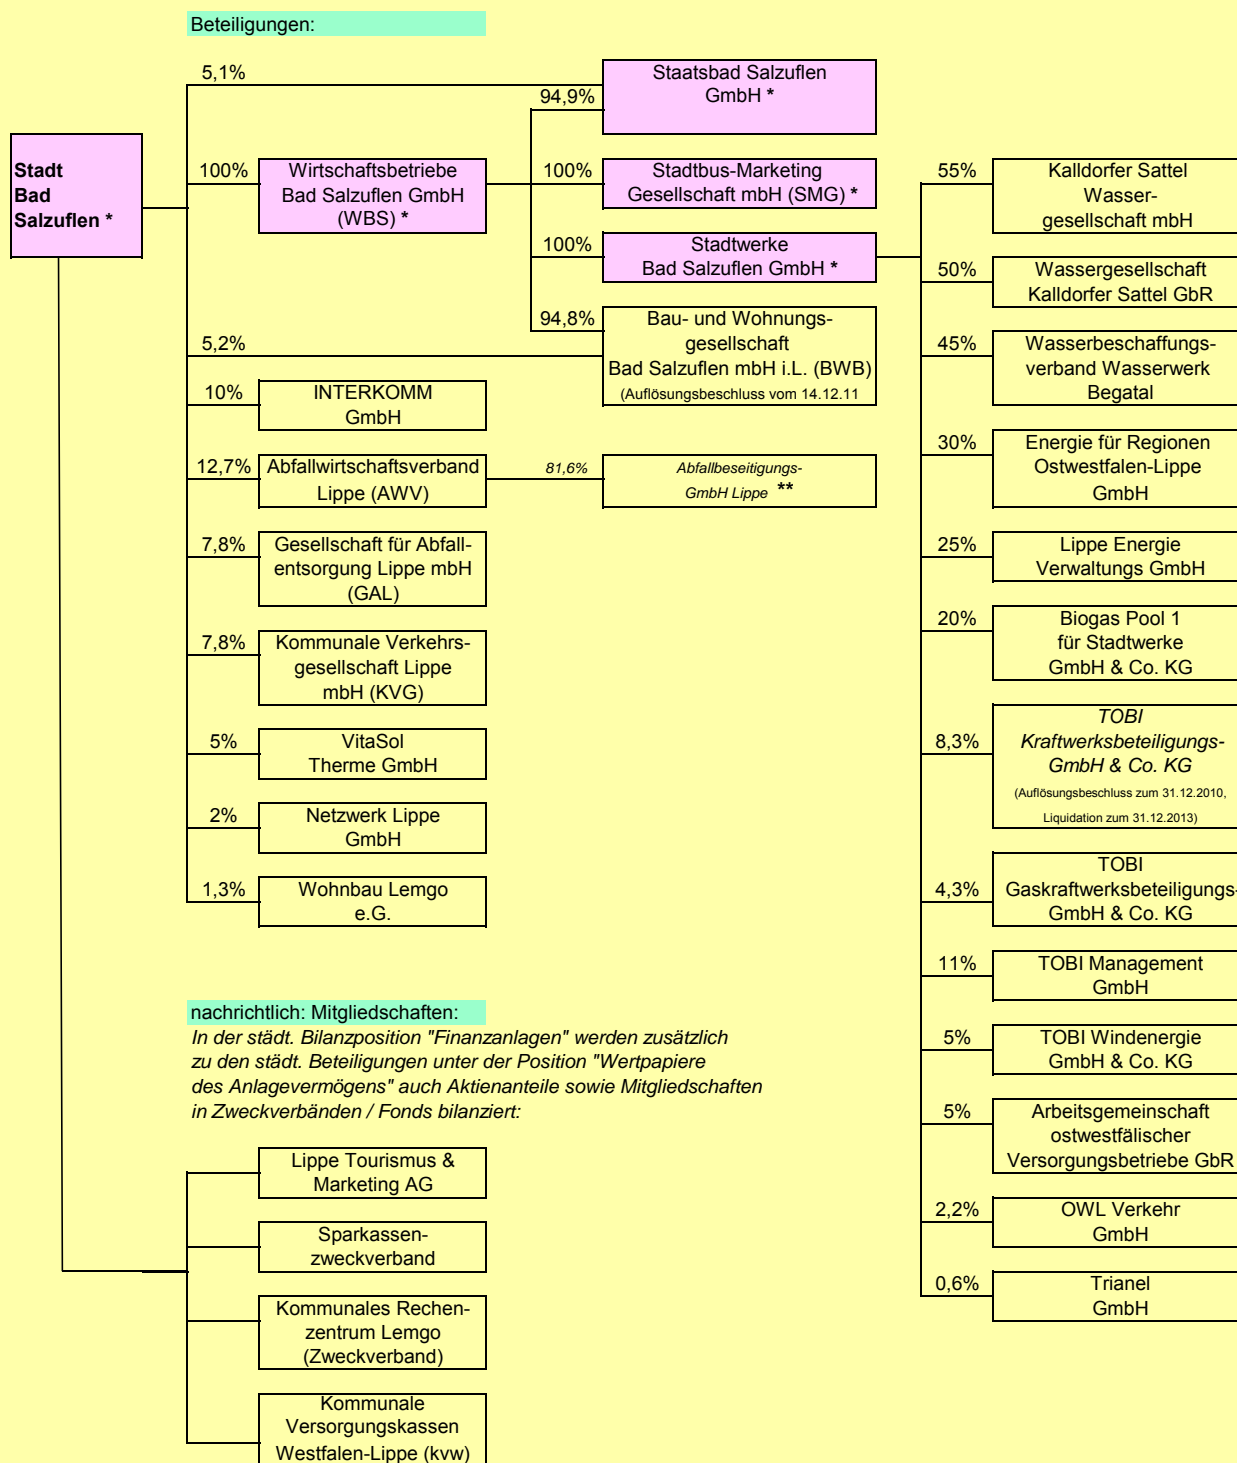 Beteiligungen:
Stadt
Bad
Salzuflen *
5,1%
100%
Wirtschaftsbetriebe
Bad Salzuflen GmbH
(WBS) *
94,9%
Staatsbad Salzuflen
GmbH *
100%
Stadtbus-Marketing
Gesellschaft mbH (SMG) *
100%
Stadtwerke
Bad Salzuflen GmbH *
94,8%
Bau- und Wohnungs-
gesellschaft
Bad Salzuflen mbH i.L. (BWB)
(Auflösungsbeschluss vom 14.12.11
5,2%
10%
INTERKOMM
GmbH
12,7%
Abfallwirtschaftsverband
Lippe (AWV)
81,6%
Abfallbeseitigungs-
GmbH Lippe **
7,8%
Gesellschaft für Abfall-
entsorgung Lippe mbH
(GAL)
7,8%
Kommunale Verkehrs-
gesellschaft Lippe
mbH (KVG)
5%
VitaSol
Therme GmbH
2%
Netzwerk Lippe
GmbH
1,3%
Wohnbau Lemgo
e.G.
55%
Kalldorfer Sattel
Wasser-
gesellschaft mbH
50%
Wassergesellschaft
Kalldorfer Sattel GbR
45%
Wasserbeschaffungs-
verband Wasserwerk
Begatal
30%
Energie für Regionen
Ostwestfalen-Lippe
GmbH
25%
Lippe Energie
Verwaltungs GmbH
20%
Biogas Pool 1
für Stadtwerke
GmbH & Co. KG
8,3%
TOBI
Kraftwerksbeteiligungs-
GmbH & Co. KG
(Auflösungsbeschluss zum 31.12.2010,
Liquidation zum 31.12.2013)
4,3%
TOBI
Gaskraftwerksbeteiligungs-
GmbH & Co. KG
11%
TOBI Management
GmbH
5%
TOBI Windenergie
GmbH & Co. KG
5%
Arbeitsgemeinschaft
ostwestfälischer
Versorgungsbetriebe GbR
2,2%
OWL Verkehr
GmbH
0,6%
Trianel
GmbH
nachrichtlich: Mitgliedschaften:
In der städt. Bilanzposition "Finanzanlagen" werden zusätzlich
zu den städt. Beteiligungen unter der Position "Wertpapiere
des Anlagevermögens" auch Aktienanteile sowie Mitgliedschaften
in Zweckverbänden / Fonds bilanziert:
Lippe Tourismus &
Marketing AG
Sparkassen-
zweckverband
Kommunales Rechen-
zentrum Lemgo
(Zweckverband)
Kommunale
Versorgungskassen
Westfalen-Lippe (kvw)